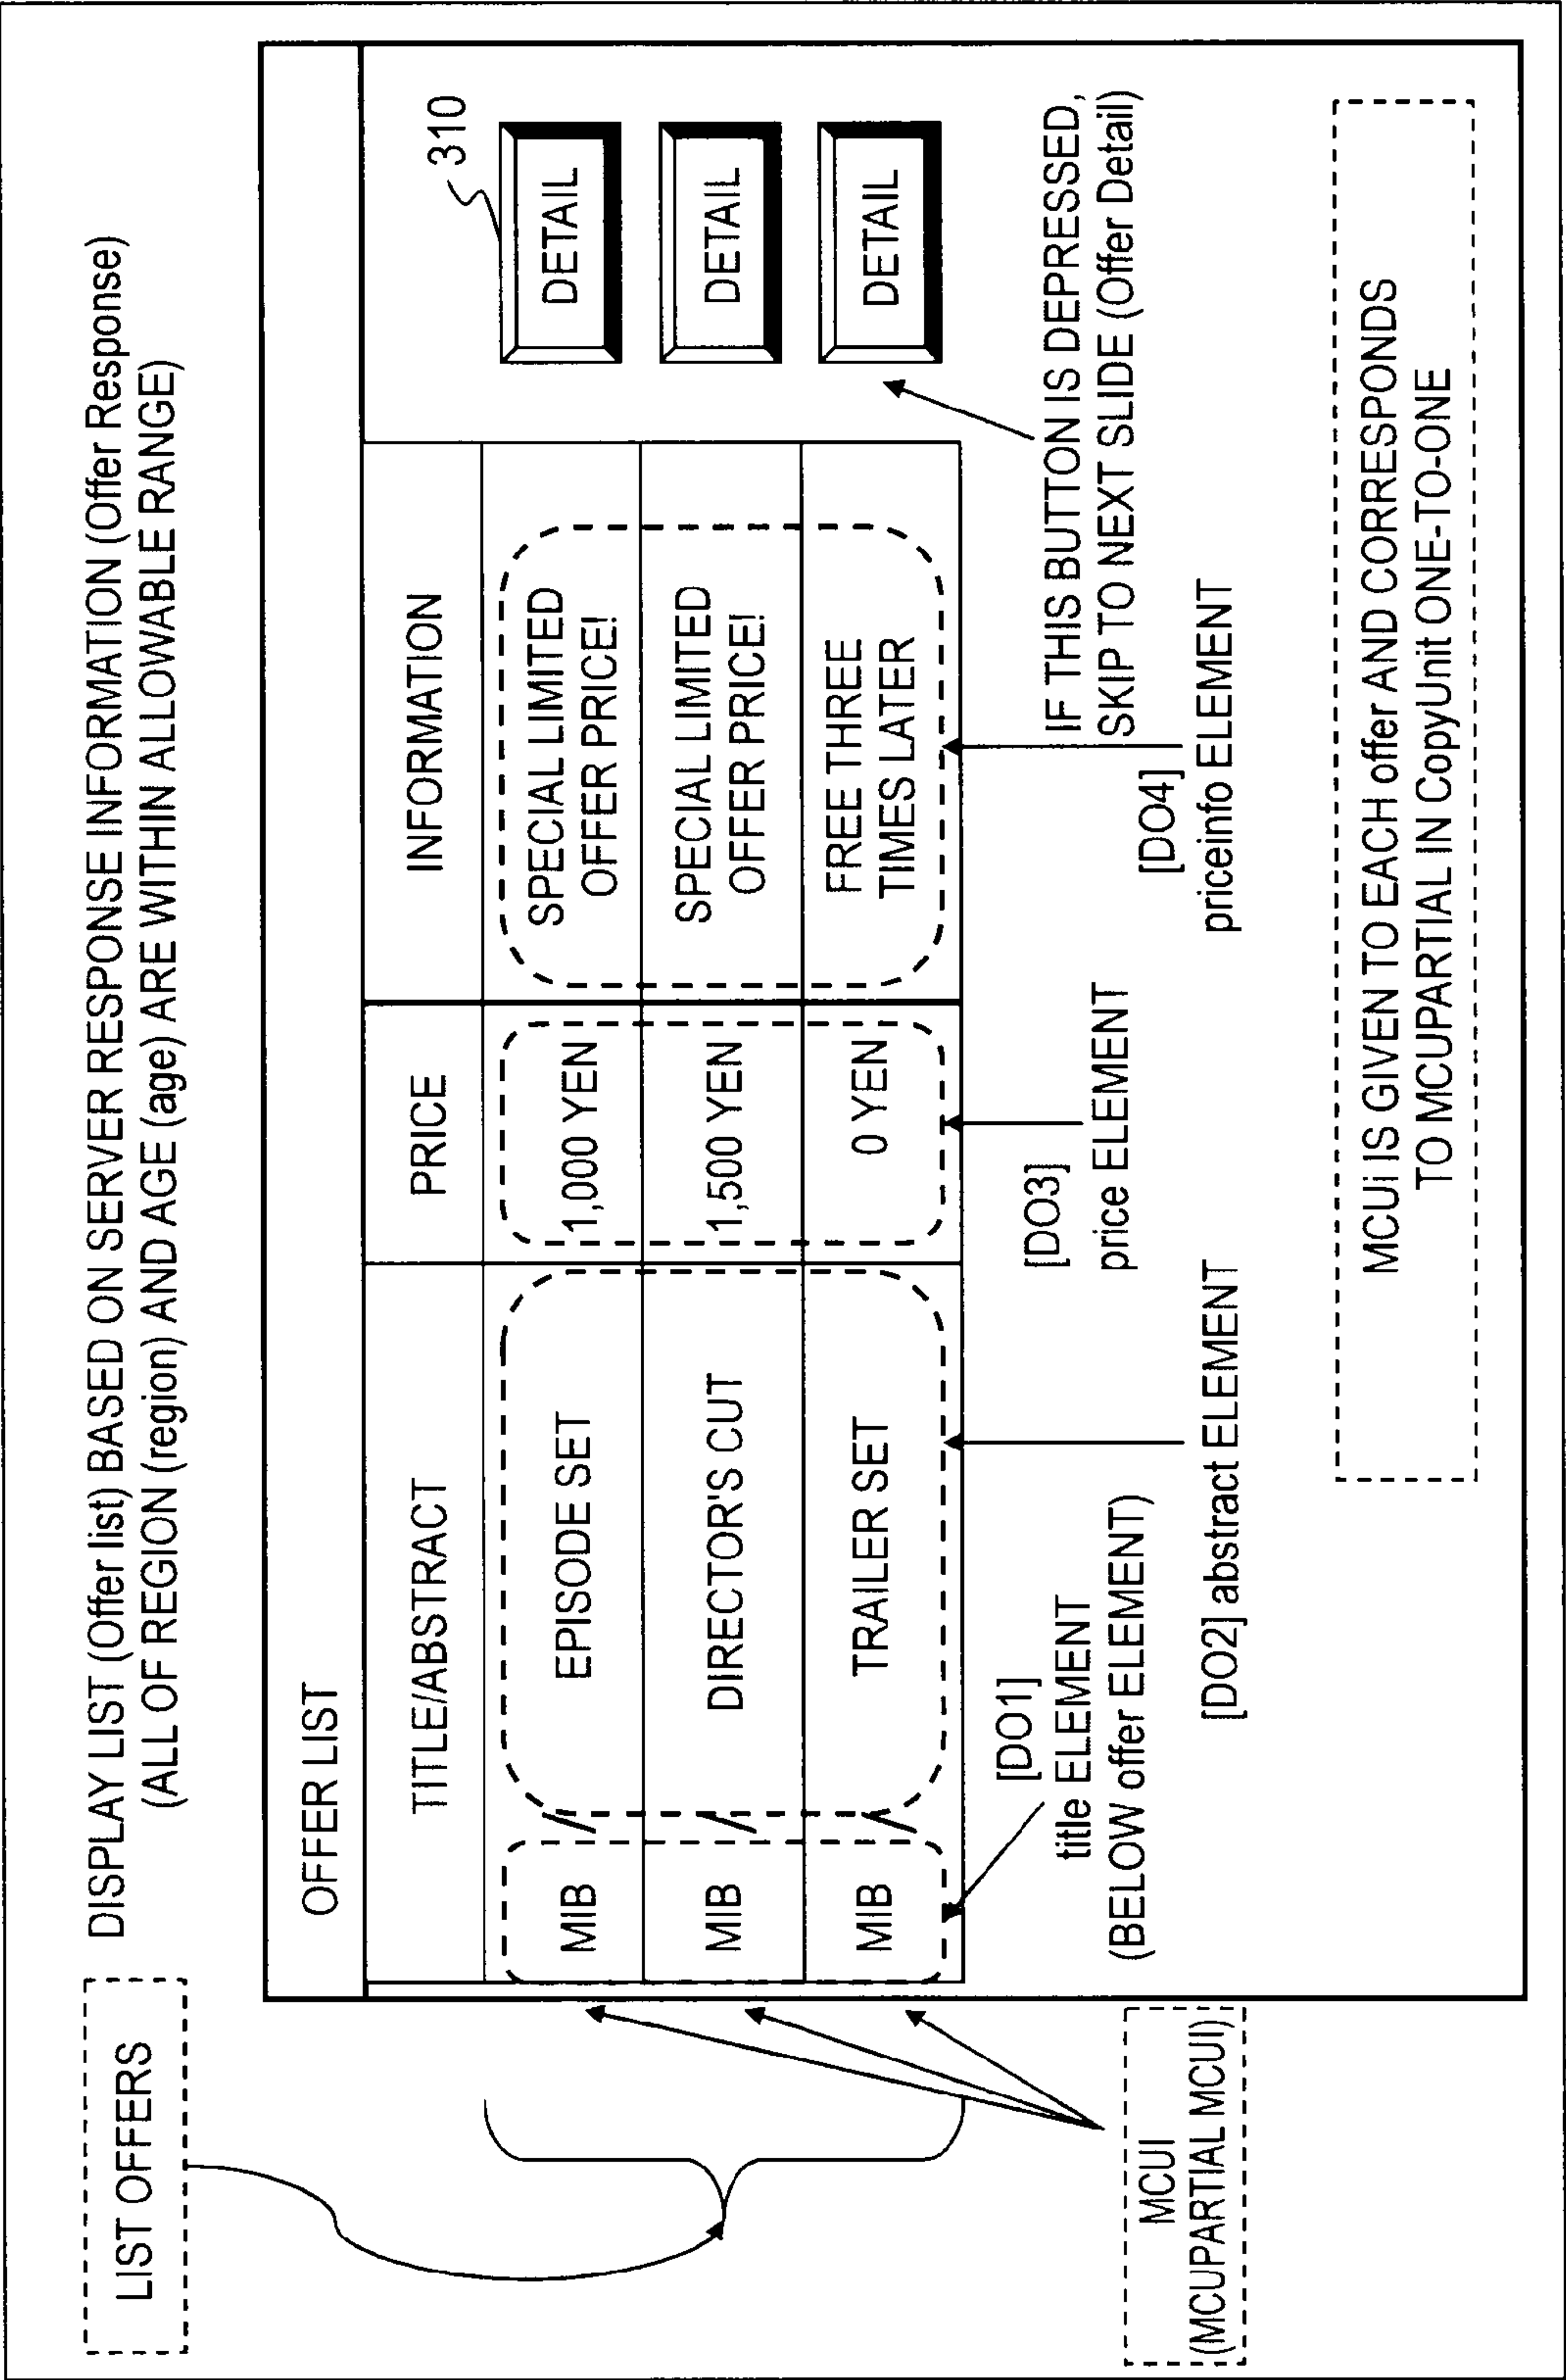 LIST OFFERS
DISPLAY LIST (Offer list) BASED ON SERVER RESPONSE INFORMATION (Offer Response)
(ALL OF REGION (region) AND AGE (age) ARE WITHIN ALLOWABLE RANGE)
OFFER LIST
TITLE/ABSTRACT PRICE INFORMATION
310
MIB / EPISODE SET 1,000 YEN SPECIAL LIMITED
OFFER PRICE! DETAIL
MIB / DIRECTOR'S CUT 1,500 YEN SPECIAL LIMITED
OFFER PRICE! DETAIL
MIB / TRAILER SET 0 YEN FREE THREE
TIMES LATER DETAIL
[DO1]
title ELEMENT
(BELOW offer ELEMENT)
[DO2] abstract ELEMENT
[DO3]
price ELEMENT
[DO4]
priceinfo ELEMENT
IF THIS BUTTON IS DEPRESSED,
SKIP TO NEXT SLIDE (Offer Detail)
MCUI
(MCUPARTIAL MCUI)
MCUi IS GIVEN TO EACH offer AND CORRESPONDS
TO MCUPARTIAL IN CopyUnit ONE-TO-ONE